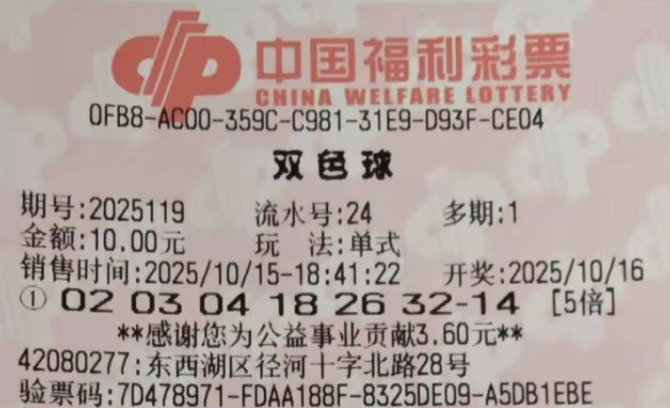 中国福利彩票
CHINA WELFARE LOTTERY
0FB8-AC00-359C-C981-31E9-D93F-CE04
双色球
期号:2025119 流水号:24 多期:1
金额:10.00元 玩 法:单式
销售时间:2025/10/15-18:41:22 开奖:2025/10/16
① 02 03 04 18 26 32-14 [5倍]
**感谢您为公益事业贡献3.60元**
42080277:东西湖区径河十字北路28号
验票码:7D478971-FDAA188F-8325DE09-A5DB1EBE